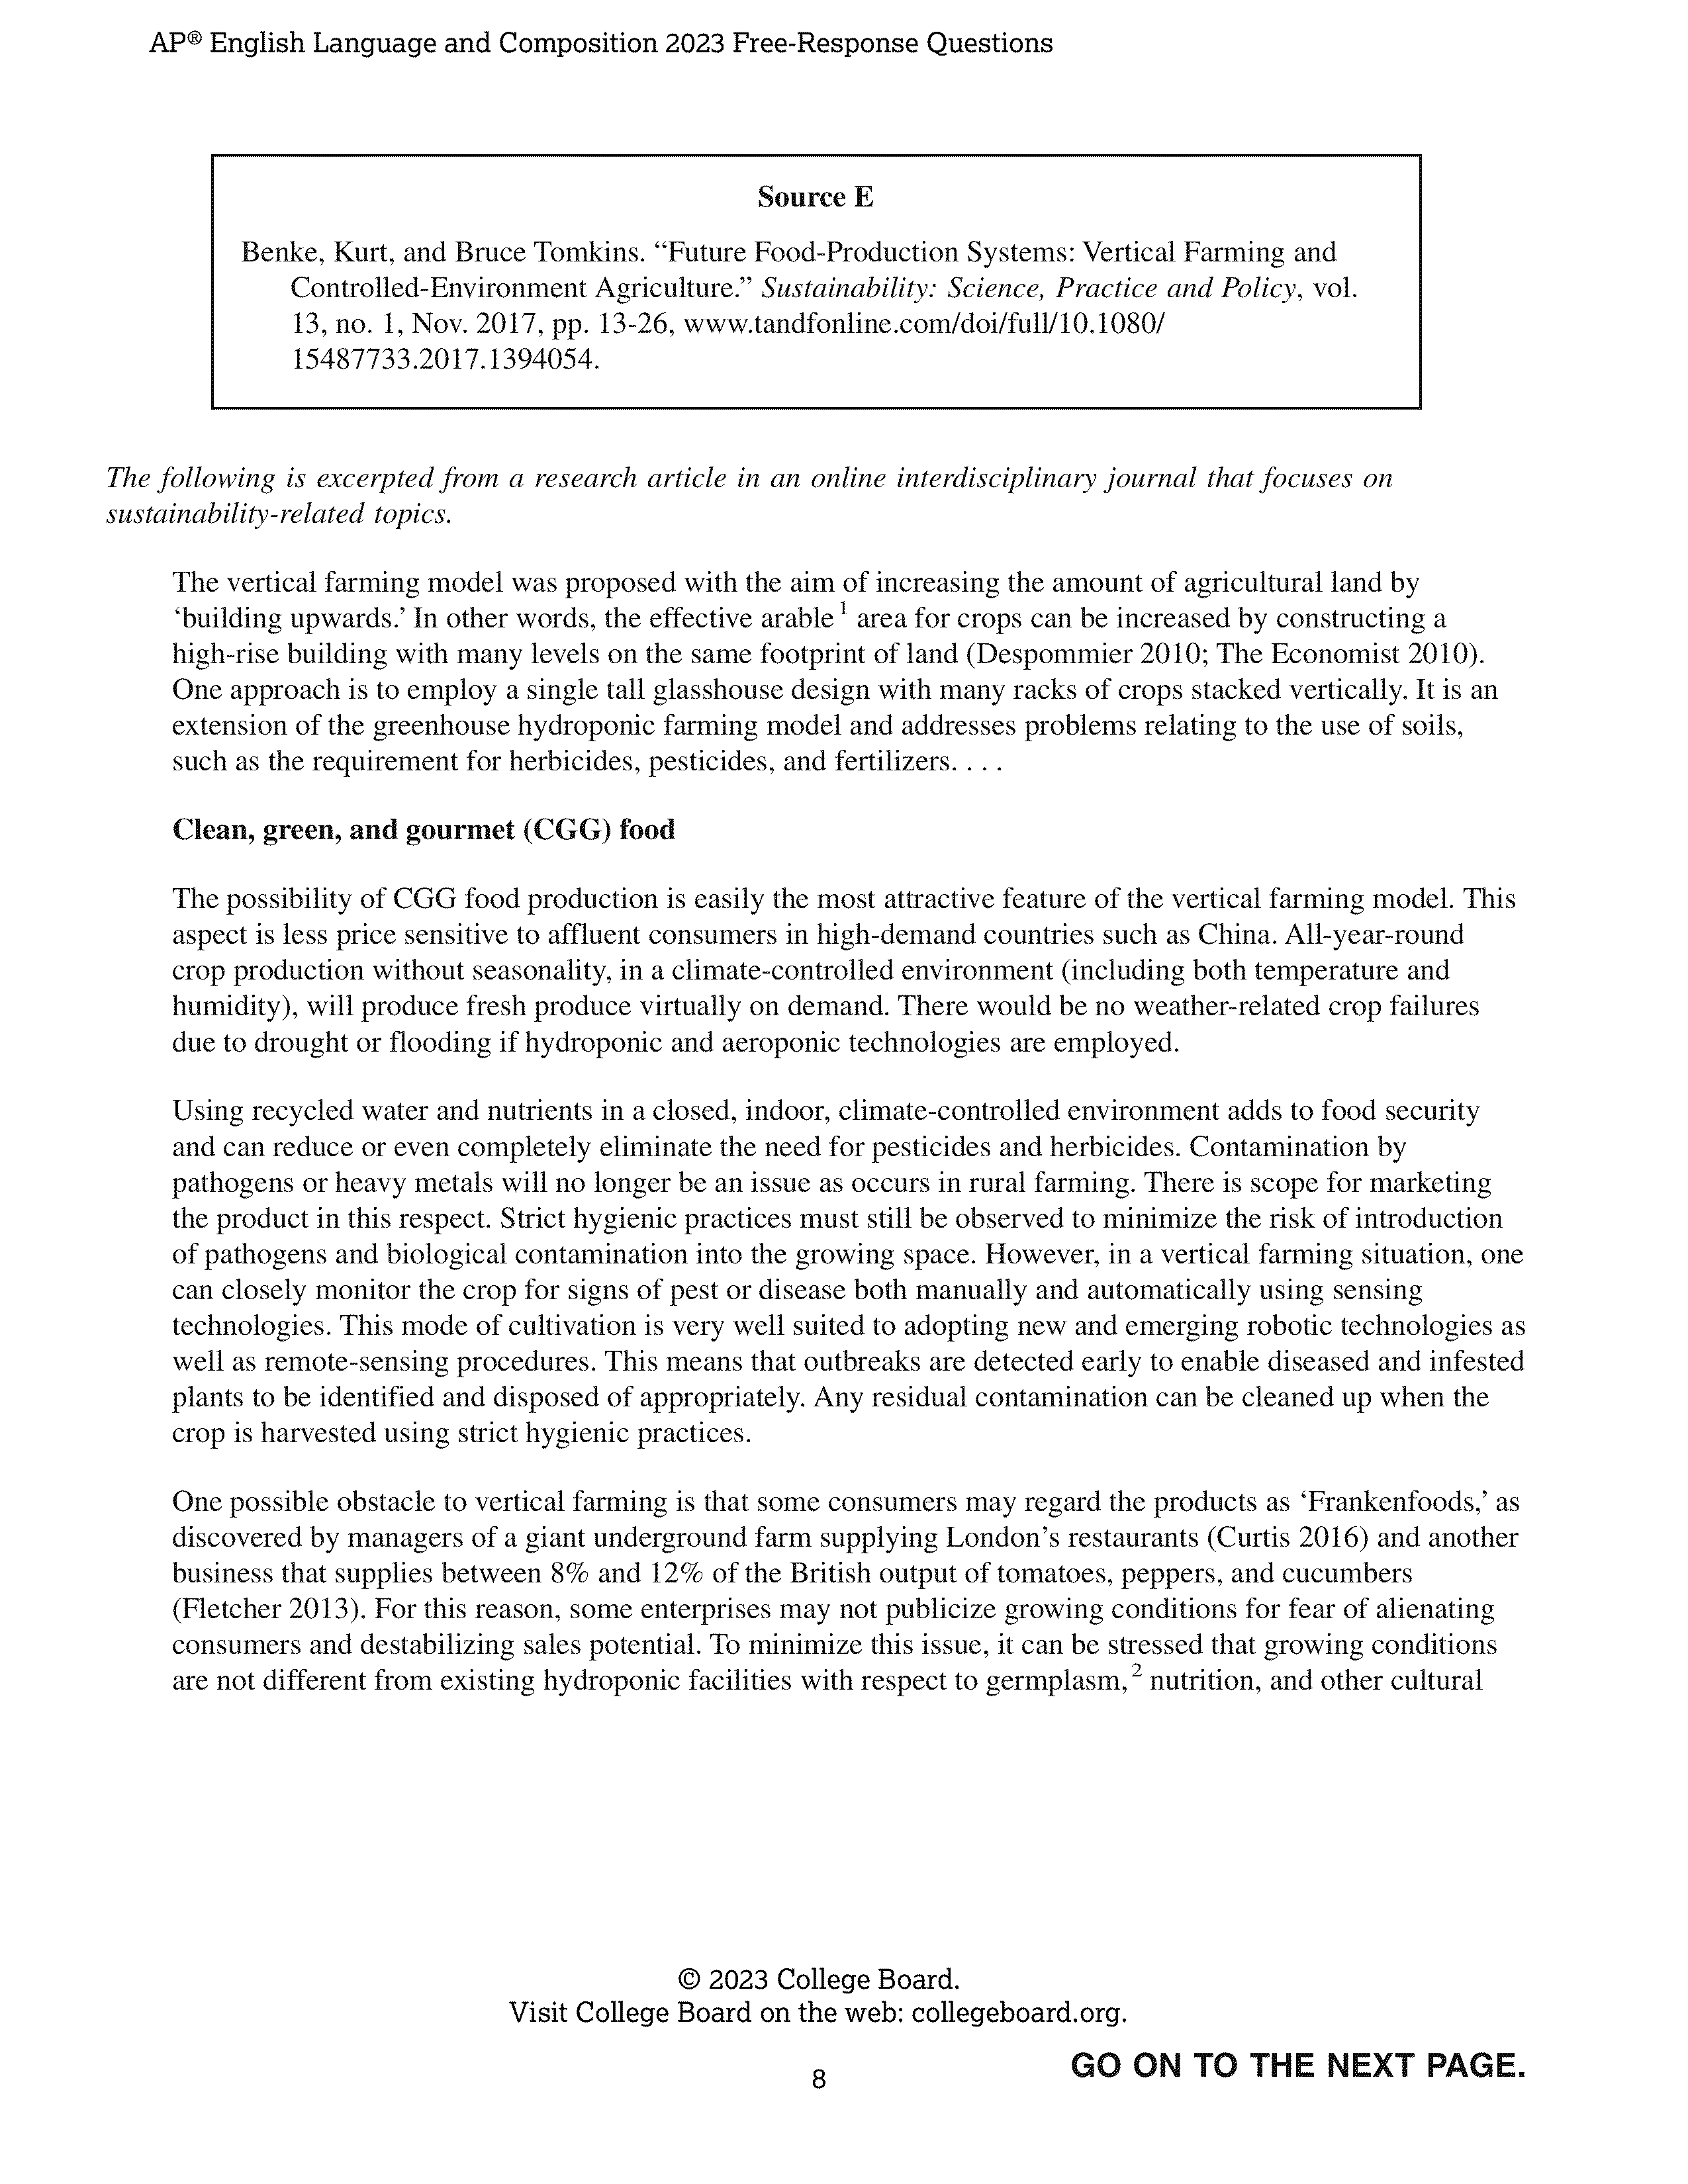 AP® English Language and Composition 2023 Free-Response Questions
Source E
Benke, Kurt, and Bruce Tomkins. “Future Food-Production Systems: Vertical Farming and
Controlled-Environment Agriculture.” Sustainability: Science, Practice and Policy, vol.
13, no. 1, Nov. 2017, pp. 13-26, www.tandfonline.com/doi/full/10.1080/
15487733.2017.1394054.
The following is excerpted from a research article in an online interdisciplinary journal that focuses on
sustainability-related topics.
The vertical farming model was proposed with the aim of increasing the amount of agricultural land by
‘building upwards.’ In other words, the effective arable 1 area for crops can be increased by constructing a
high-rise building with many levels on the same footprint of land (Despommier 2010; The Economist 2010).
One approach is to employ a single tall glasshouse design with many racks of crops stacked vertically. It is an
extension of the greenhouse hydroponic farming model and addresses problems relating to the use of soils,
such as the requirement for herbicides, pesticides, and fertilizers. . . .
Clean, green, and gourmet (CGG) food
The possibility of CGG food production is easily the most attractive feature of the vertical farming model. This
aspect is less price sensitive to affluent consumers in high-demand countries such as China. All-year-round
crop production without seasonality, in a climate-controlled environment (including both temperature and
humidity), will produce fresh produce virtually on demand. There would be no weather-related crop failures
due to drought or flooding if hydroponic and aeroponic technologies are employed.
Using recycled water and nutrients in a closed, indoor, climate-controlled environment adds to food security
and can reduce or even completely eliminate the need for pesticides and herbicides. Contamination by
pathogens or heavy metals will no longer be an issue as occurs in rural farming. There is scope for marketing
the product in this respect. Strict hygienic practices must still be observed to minimize the risk of introduction
of pathogens and biological contamination into the growing space. However, in a vertical farming situation, one
can closely monitor the crop for signs of pest or disease both manually and automatically using sensing
technologies. This mode of cultivation is very well suited to adopting new and emerging robotic technologies as
well as remote-sensing procedures. This means that outbreaks are detected early to enable diseased and infested
plants to be identified and disposed of appropriately. Any residual contamination can be cleaned up when the
crop is harvested using strict hygienic practices.
One possible obstacle to vertical farming is that some consumers may regard the products as ‘Frankenfoods,’ as
discovered by managers of a giant underground farm supplying London’s restaurants (Curtis 2016) and another
business that supplies between 8% and 12% of the British output of tomatoes, peppers, and cucumbers
(Fletcher 2013). For this reason, some enterprises may not publicize growing conditions for fear of alienating
consumers and destabilizing sales potential. To minimize this issue, it can be stressed that growing conditions
are not different from existing hydroponic facilities with respect to germplasm, 2 nutrition, and other cultural
© 2023 College Board.
Visit College Board on the web: collegeboard.org.
GO ON TO THE NEXT PAGE.
8